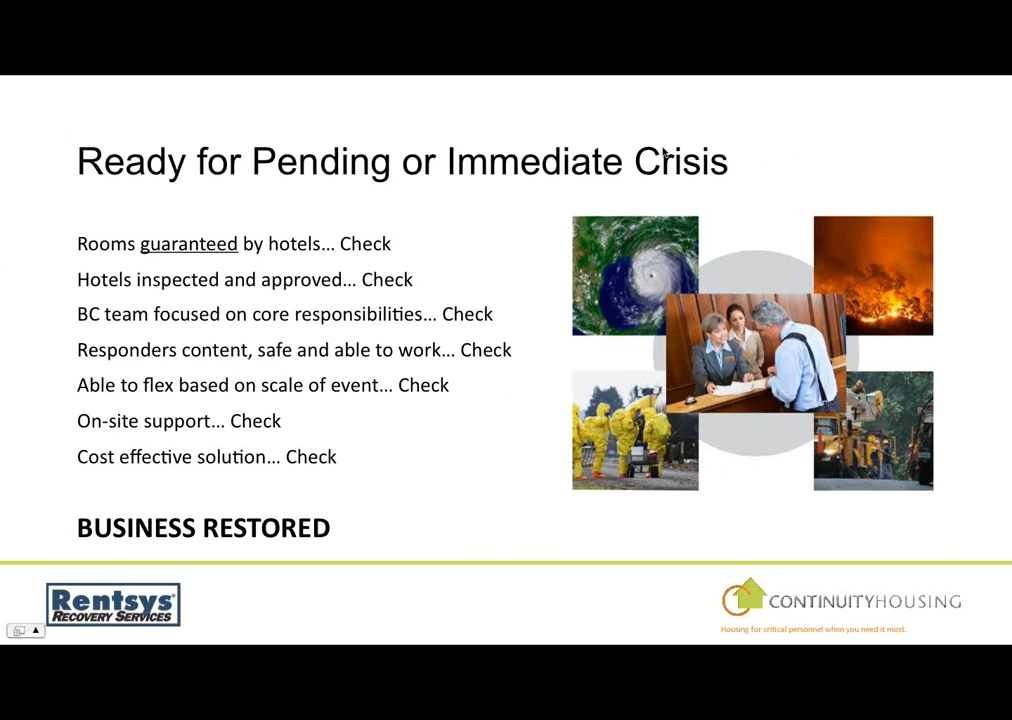 Ready for Pending or Immediate Crisis
Rooms guaranteed by hotels... Check
Hotels inspected and approved... Check
BC team focused on core responsibilities... Check
Responders content, safe and able to work... Check
Able to flex based on scale of event... Check
On-site support... Check
Cost effective solution... Check
BUSINESS RESTORED
Rentsys®
RECOVERY SERVICES
CONTINUITYHOUSING
Housing for critical personnel when you need it most.